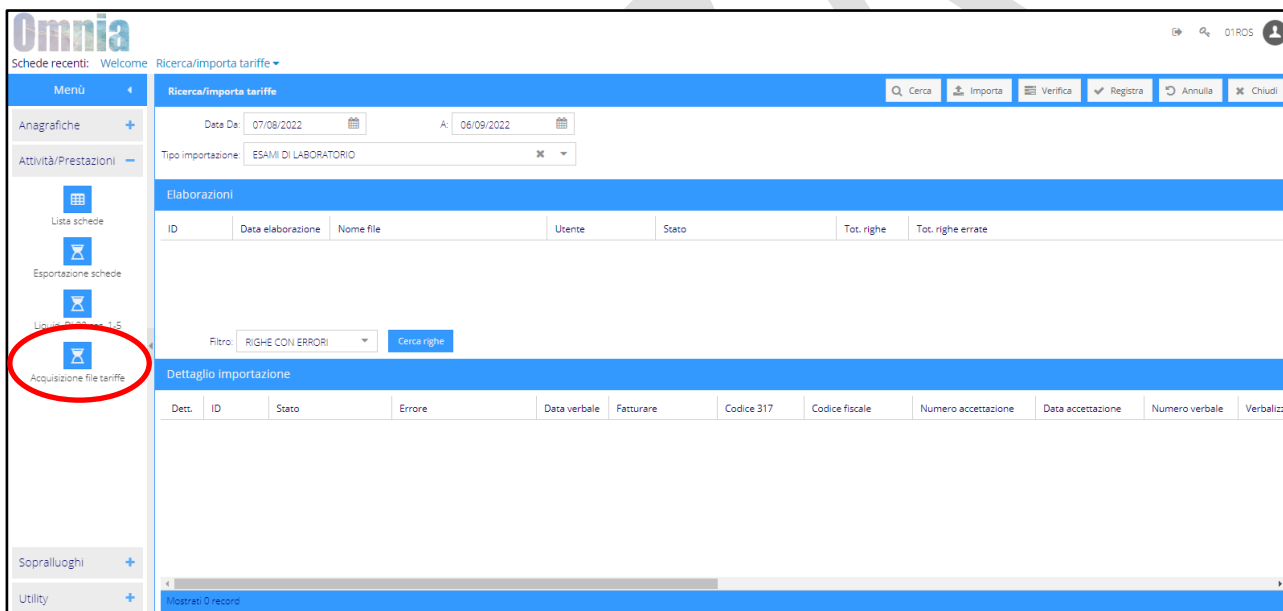 Omnia
01ROS
Schede recenti: Welcome Ricerca/importa tariffe
Menù
Ricerca/importa tariffe
Cerca Importa Verifica Registra Annulla Chiudi
Anagrafiche
Data Da: 07/08/2022 A: 06/09/2022
Attività/Prestazioni
Tipo importazione: ESAMI DI LABORATORIO
Lista schede
Elaborazioni
ID Data elaborazione Nome file Utente Stato Tot. righe Tot. righe errate
Esportazione schede
1-5
Filtro: RIGHE CON ERRORI Cerca righe
Acquisizione file tariffe
Dettaglio importazione
Dett. ID Stato Errore Data verbale Fatturare Codice 317 Codice fiscale Numero accettazione Data accettazione Numero verbale Verbaliz
Sopralluoghi
Utility
Mostrati 0 record